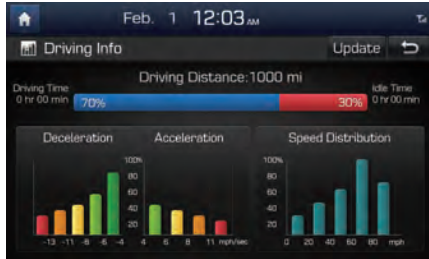 Feb. 1 12:03 AM
Driving Info Update
Driving Distance:1000 mi
Driving Time Idle Time
0 hr 00 min 70% 30% 0 hr 00 min
Deceleration Acceleration Speed Distribution
100% 100%
80 80
60 60
40 40
20 20
-13 -11 -8 -6 -4 4 6 8 11 mph/sec 0 20 40 60 80 mph